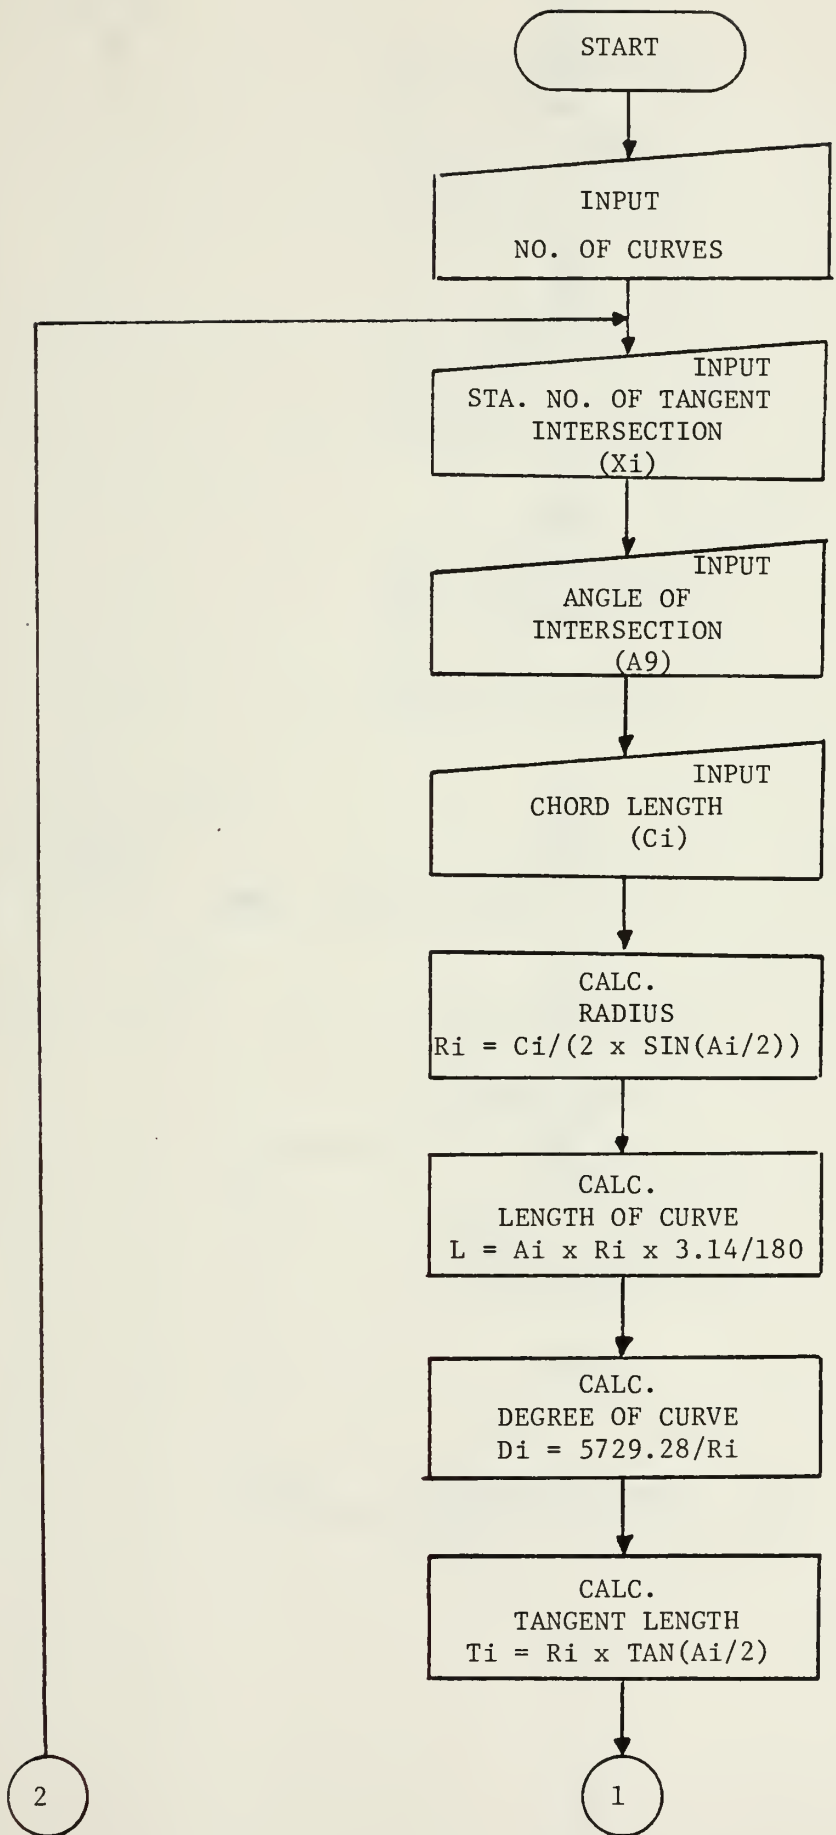 START
INPUT
NO. OF CURVES
INPUT
STA. NO. OF TANGENT
INTERSECTION
(Xi)
INPUT
ANGLE OF
INTERSECTION
(A9)
INPUT
CHORD LENGTH
(Ci)
CALC.
RADIUS
Ri = Ci/(2 x SIN(Ai/2))
CALC.
LENGTH OF CURVE
L = Ai x Ri x 3.14/180
CALC.
DEGREE OF CURVE
Di = 5729.28/Ri
CALC.
TANGENT LENGTH
Ti = Ri x TAN(Ai/2)
2
1